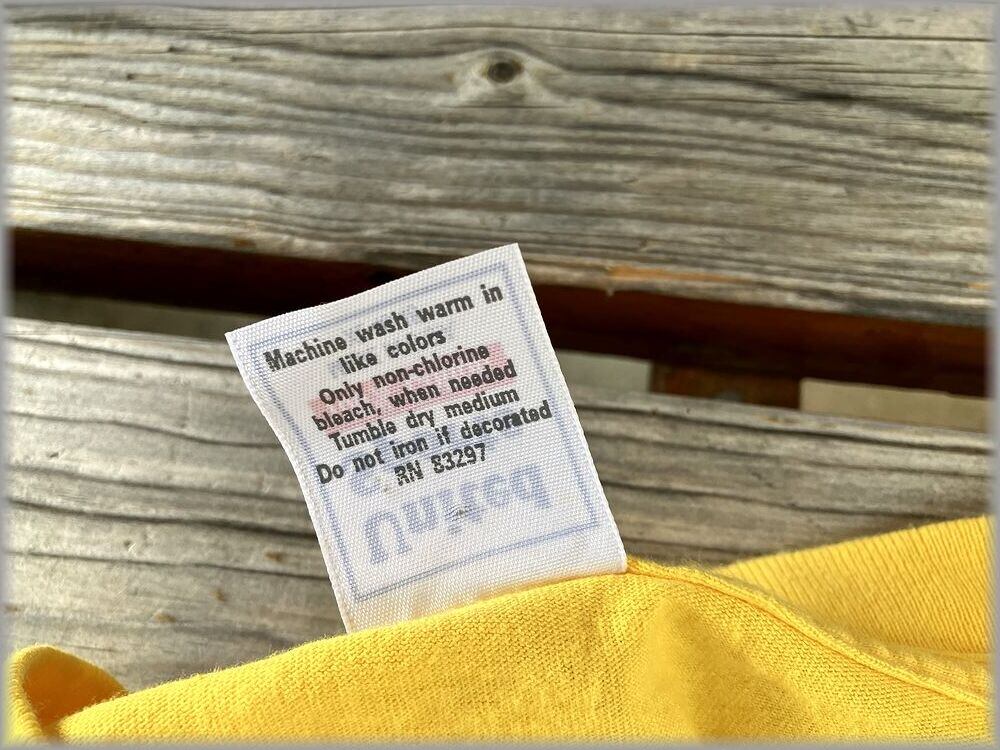 Machine wash warm in
like colors
Only non-chlorine
bleach, when needed
Tumble dry medium
Do not iron if decorated
RN 83297